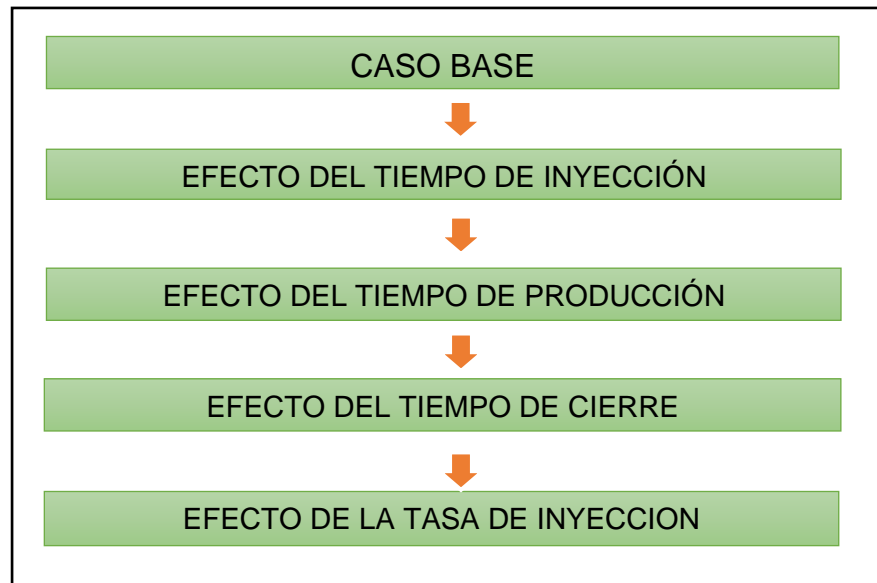 CASO BASE
EFECTO DEL TIEMPO DE INYECCIÓN
EFECTO DEL TIEMPO DE PRODUCCIÓN
EFECTO DEL TIEMPO DE CIERRE
EFECTO DE LA TASA DE INYECCION